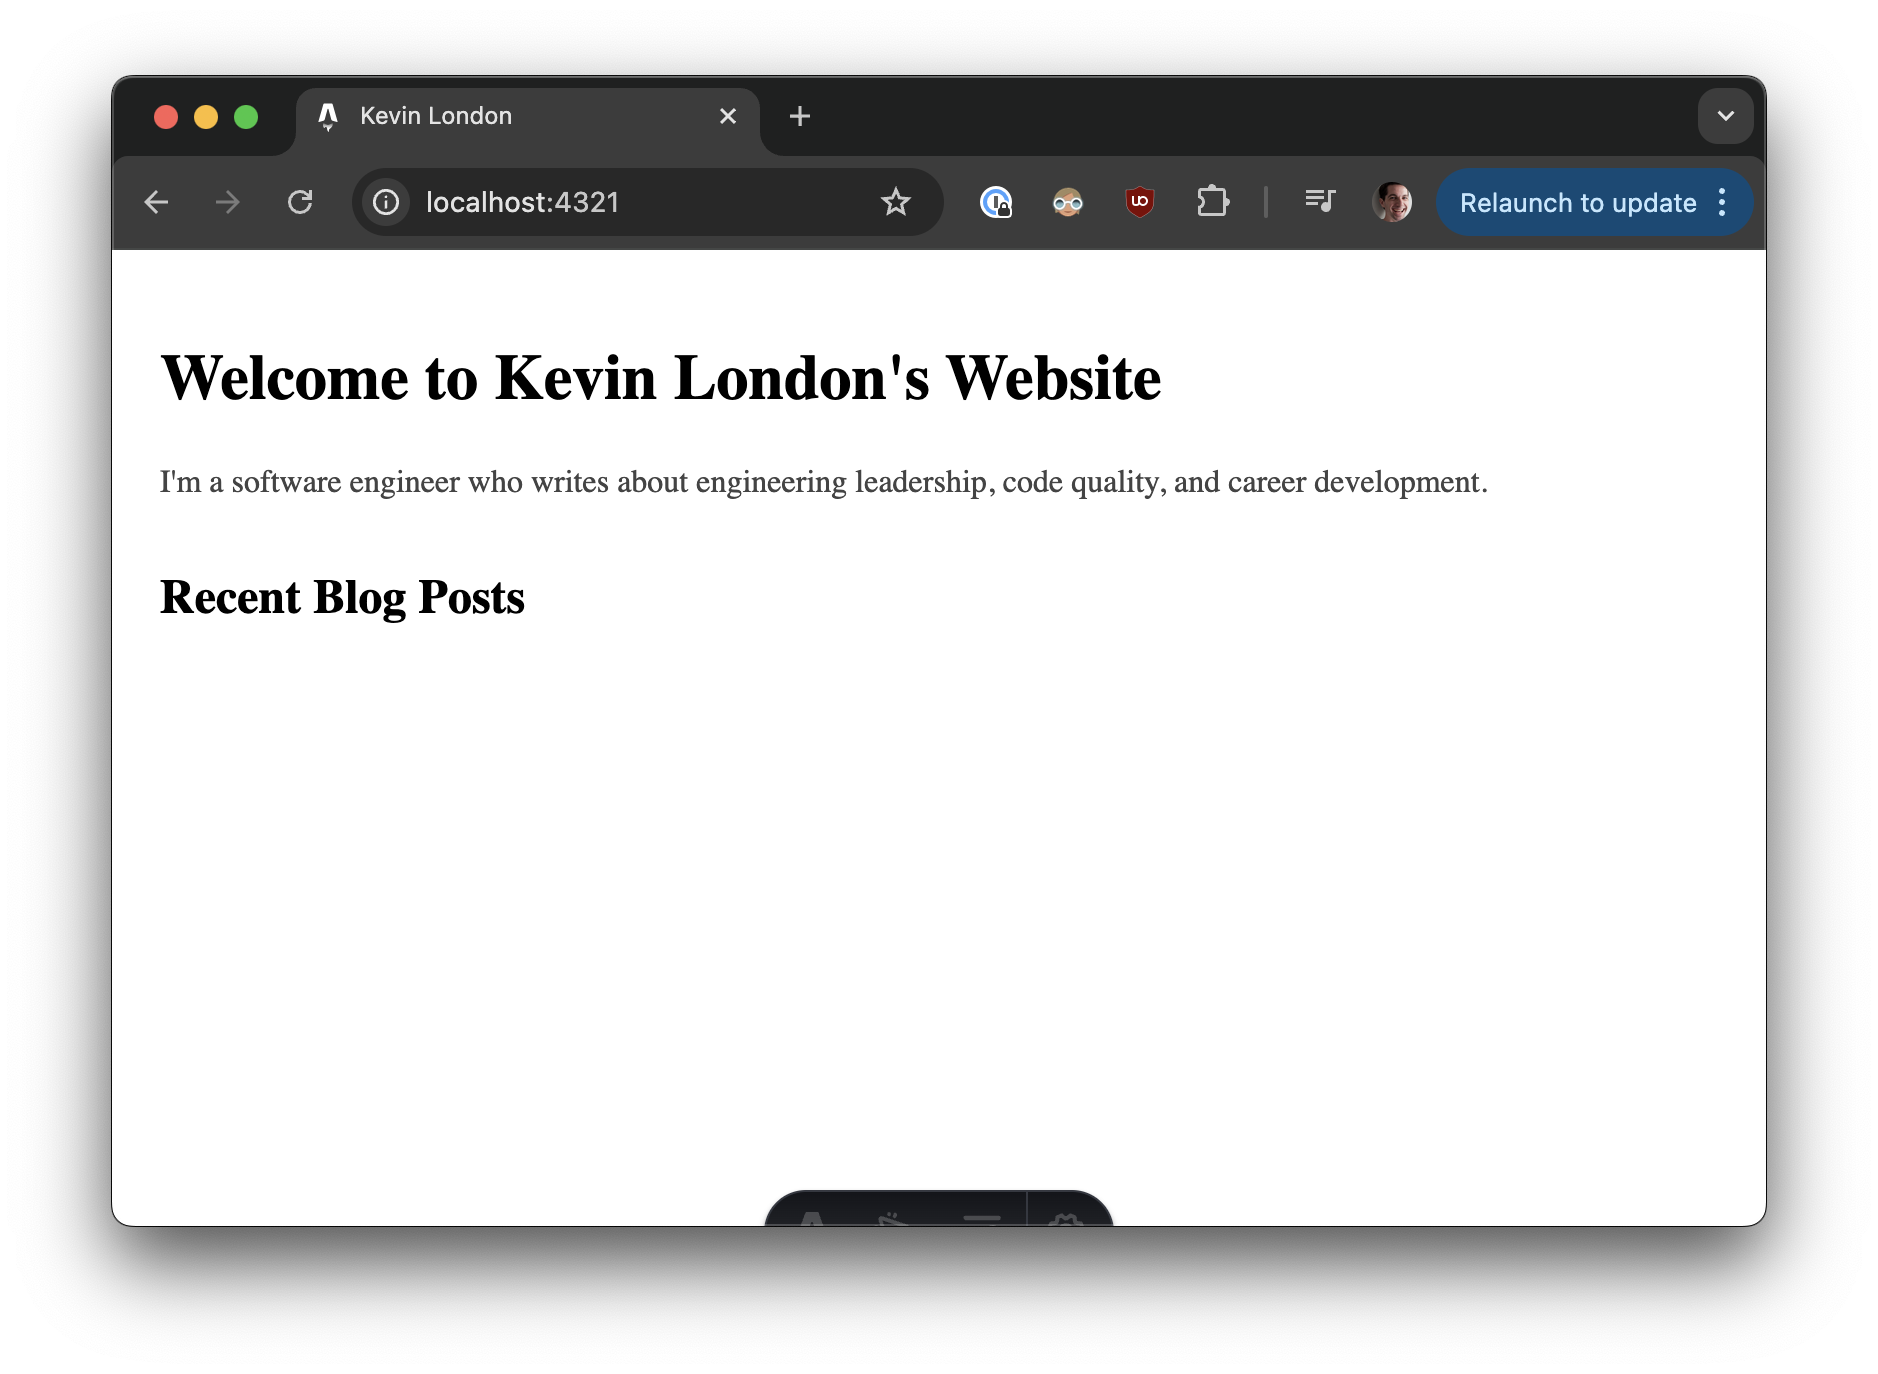 Kevin London
localhost:4321
Relaunch to update
Welcome to Kevin London's Website
I'm a software engineer who writes about engineering leadership, code quality, and career development.
Recent Blog Posts